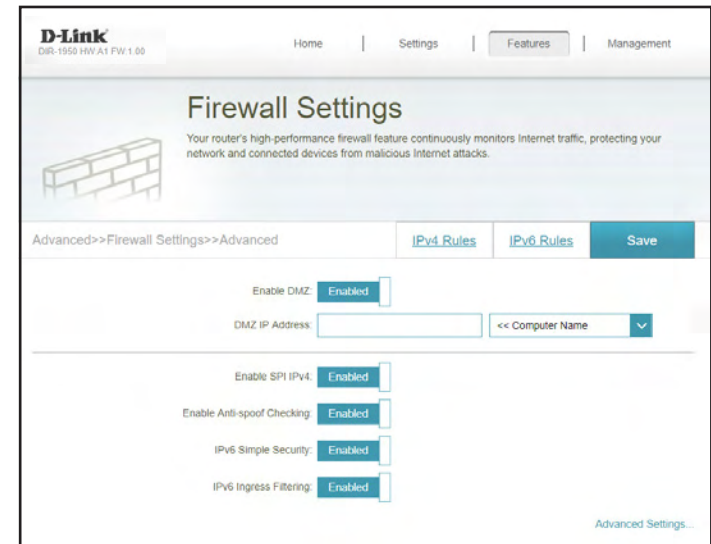 D-Link
DIR-1950 HW:A1 FW:1.00
Home | Settings | Features | Management
Firewall Settings
Your router's high-performance firewall feature continuously monitors Internet traffic, protecting your
network and connected devices from malicious Internet attacks.
Advanced>>Firewall Settings>>Advanced
IPv4 Rules
IPv6 Rules
Save
Enable DMZ: Enabled
DMZ IP Address: << Computer Name
Enable SPI IPv4: Enabled
Enable Anti-spoof Checking: Enabled
IPv6 Simple Security: Enabled
IPv6 Ingress Filtering: Enabled
Advanced Settings...